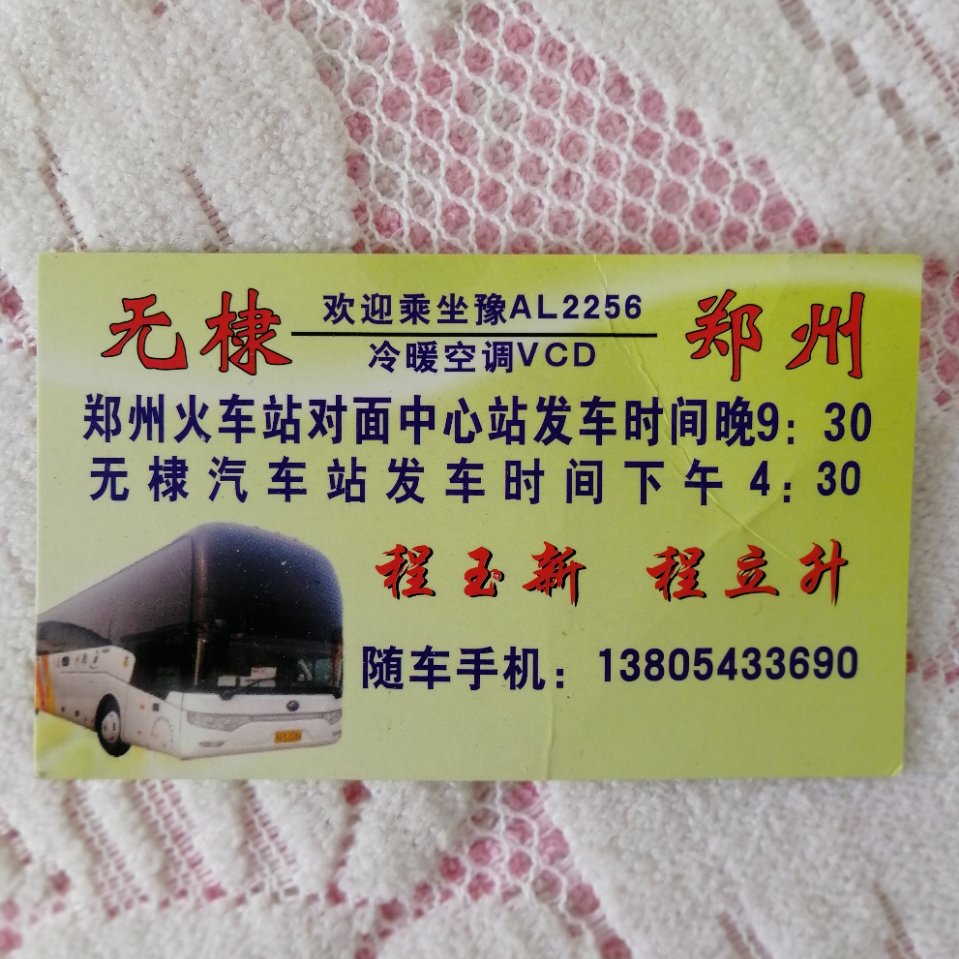 无棣 欢迎乘坐豫AL2256 郑州
冷暖空调VCD
郑州火车站对面中心站发车时间晚9：30
无棣汽车站发车时间下午4：30
程玉新 程立升
随车手机：13805433690